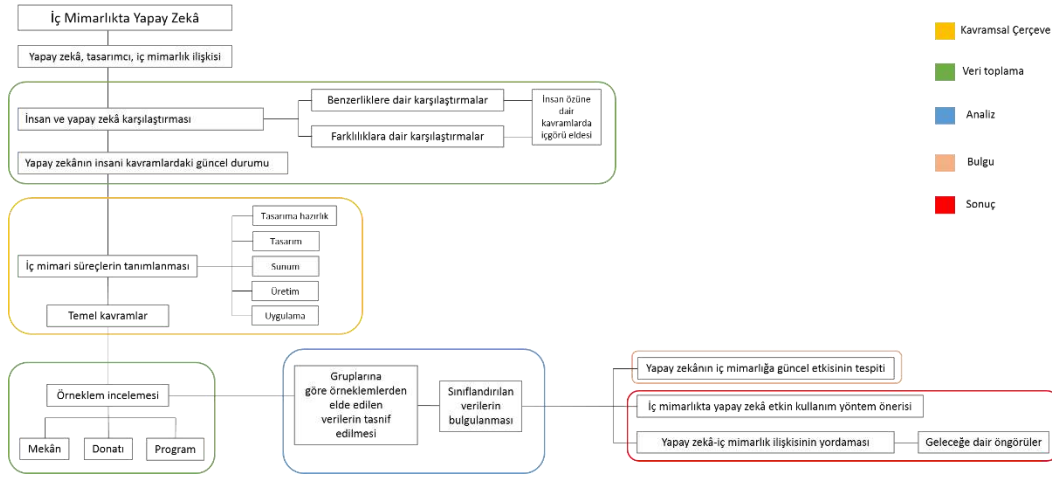 İç Mimarlıkta Yapay Zekâ
Yapay zekâ, tasarımcı, iç mimarlık ilişkisi
İnsan ve yapay zekâ karşılaştırması
Benzerliklere dair karşılaştırmalar
Farklılıklara dair karşılaştırmalar
İnsan özüne
dair
kavramlarda
içgörü eldesi
Yapay zekânın insani kavramlardaki güncel durumu
İç mimari süreçlerin tanımlanması
Tasarıma hazırlık
Tasarım
Sunum
Üretim
Uygulama
Temel kavramlar
Örneklem incelemesi
Mekân
Donatı
Program
Gruplarına
göre örneklemlerden
elde edilen
verilerin tasnif
edilmesi
Sınıflandırılan
verilerin
bulgulanması
Yapay zekânın iç mimarlığa güncel etkisinin tespiti
İç mimarlıkta yapay zekâ etkin kullanım yöntem önerisi
Yapay zekâ-iç mimarlık ilişkisinin yordaması
Geleceğe dair öngörüler
Kavramsal Çerçeve
Veri toplama
Analiz
Bulgu
Sonuç